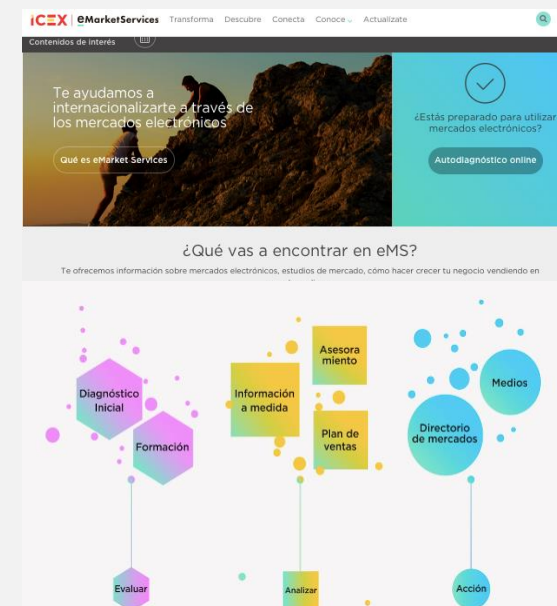 icex | eMarketServices Transforma Descubre Conecta Conoce Actualízate
Contenidos de interés
Te ayudamos a
internacionalizarte a través de
los mercados electrónicos
Qué es eMarket Services
¿Estás preparado para utilizar
mercados electrónicos?
Autodiagnóstico online
¿Qué vas a encontrar en eMS?
Te ofrecemos información sobre mercados electrónicos, estudios de mercado, cómo hacer crecer tu negocio vendiendo en
Diagnóstico
Inicial
Formación
Información
a medida
Asesora
miento
Plan de
ventas
Directorio
de mercados
Medios
Evaluar
Analizar
Acción